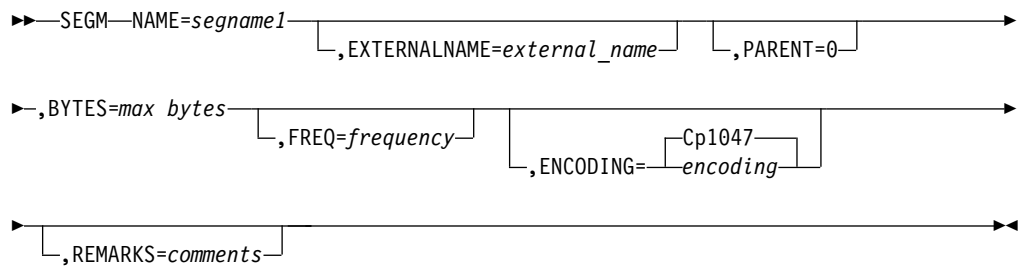 SEGM NAME=segname1
,EXTERNALNAME=external_name ,PARENT=0
,BYTES=max bytes
,FREQ=frequency Cp1047
,ENCODING= encoding
,REMARKS=comments